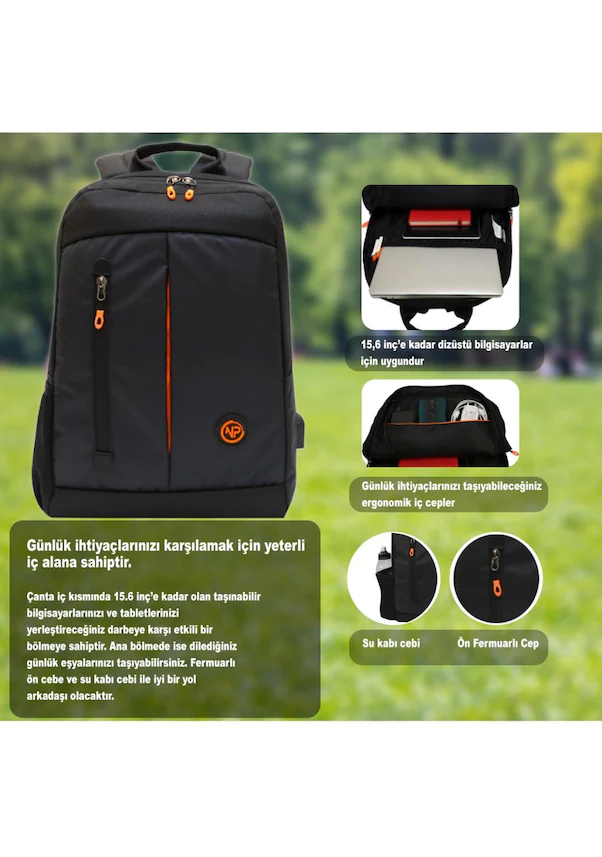 NP
15,6 inç'e kadar dizüstü bilgisayarlar
için uygundur
Günlük ihtiyaçlarınızı taşıyabileceğiniz
ergonomik iç cepler
Su kabı cebi
Ön Fermuarlı Cep
Günlük ihtiyaçlarınızı karşılamak için yeterli
iç alana sahiptir.
Çanta iç kısmında 15.6 inç'e kadar olan taşınabilir
bilgisayarlarınızı ve tabletlerinizi
yerleştireceğiniz darbeye karşı etkili bir
bölmeye sahiptir. Ana bölmede ise dilediğiniz
günlük eşyalarınızı taşıyabilirsiniz. Fermuarlı
ön cebe ve su kabı cebi ile iyi bir yol
arkadaşı olacaktır.